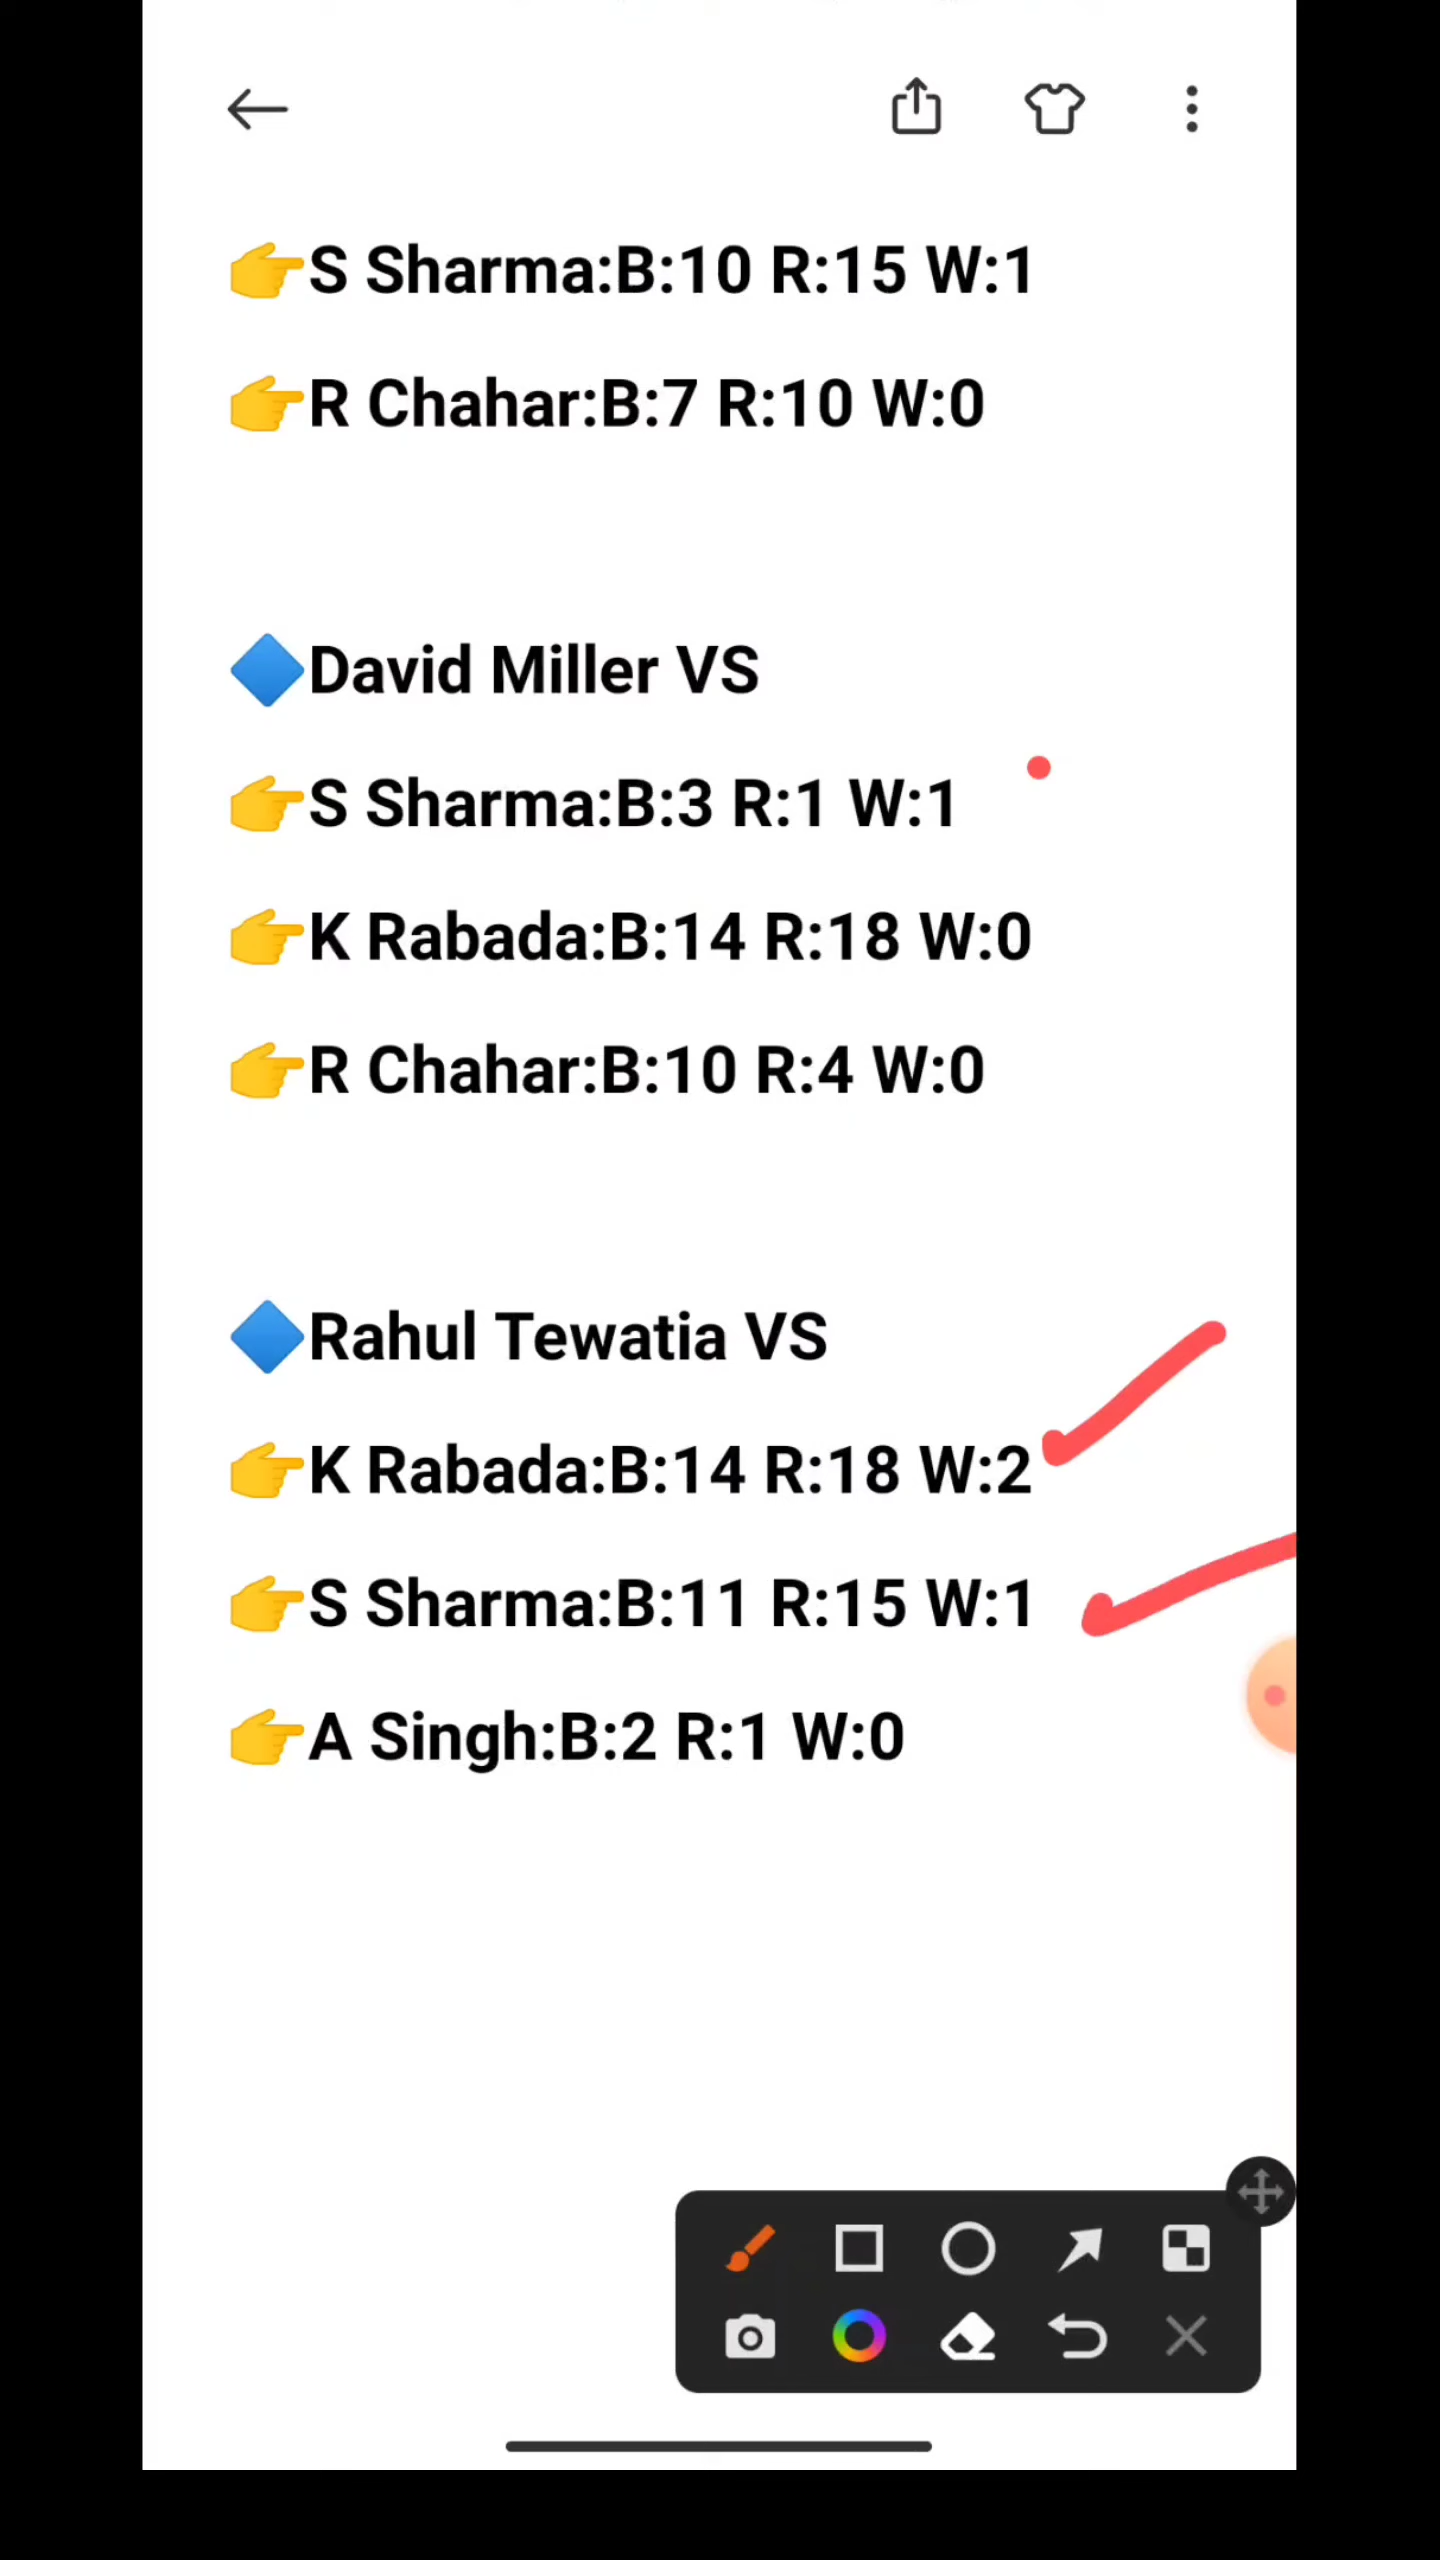 👉S Sharma:B:10 R:15 W:1
👉R Chahar:B:7 R:10 W:0
🔷David Miller VS
👉S Sharma:B:3 R:1 W:1
👉K Rabada:B:14 R:18 W:0
👉R Chahar:B:10 R:4 W:0
🔷Rahul Tewatia VS
👉K Rabada:B:14 R:18 W:2
👉S Sharma:B:11 R:15 W:1
👉A Singh:B:2 R:1 W:0